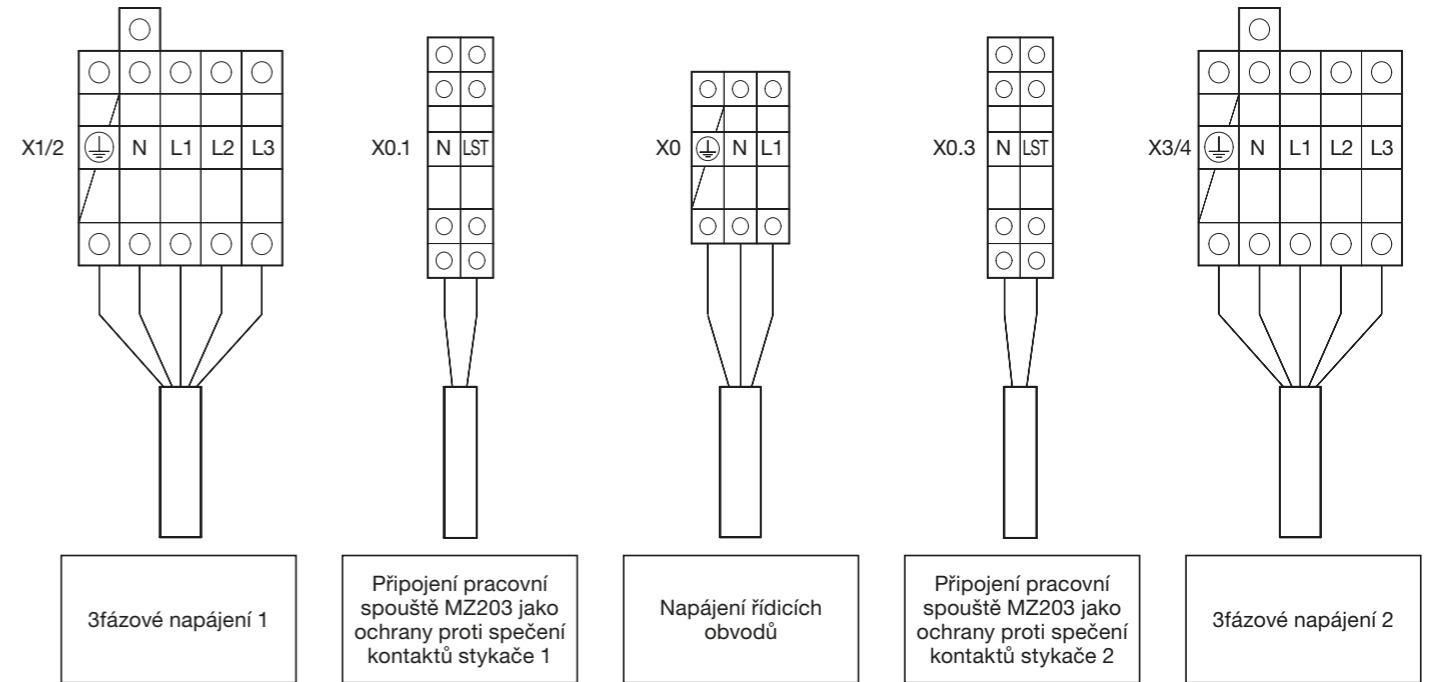 X1/2 N L1 L2 L3
X0.1 N LST
X0 N L1
X0.3 N LST
X3/4 N L1 L2 L3
3fázové napájení 1
Připojení pracovní
spouště MZ203 jako
ochrany proti spečení
kontaktů stykače 1
Napájení řídicích
obvodů
Připojení pracovní
spouště MZ203 jako
ochrany proti spečení
kontaktů stykače 2
3fázové napájení 2